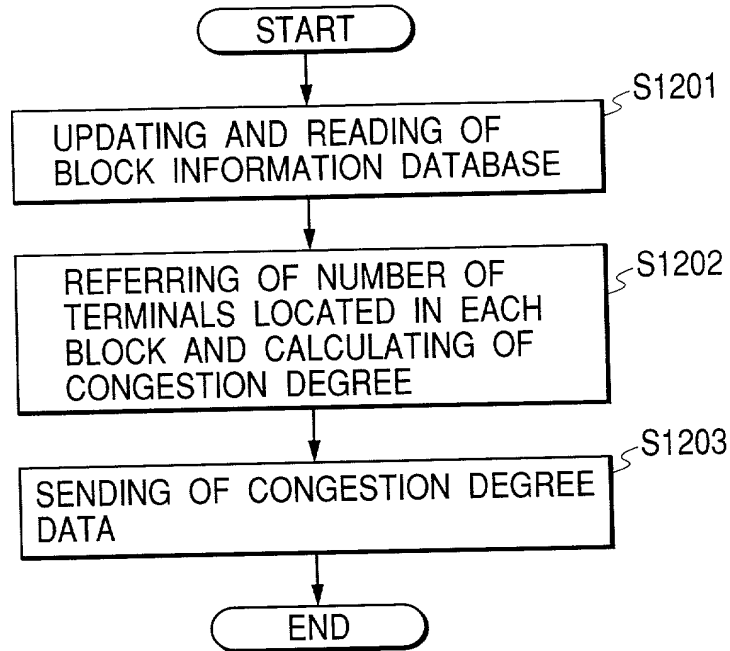 START
S1201
UPDATING AND READING OF
BLOCK INFORMATION DATABASE
S1202
REFERRING OF NUMBER OF
TERMINALS LOCATED IN EACH
BLOCK AND CALCULATING OF
CONGESTION DEGREE
S1203
SENDING OF CONGESTION DEGREE
DATA
END